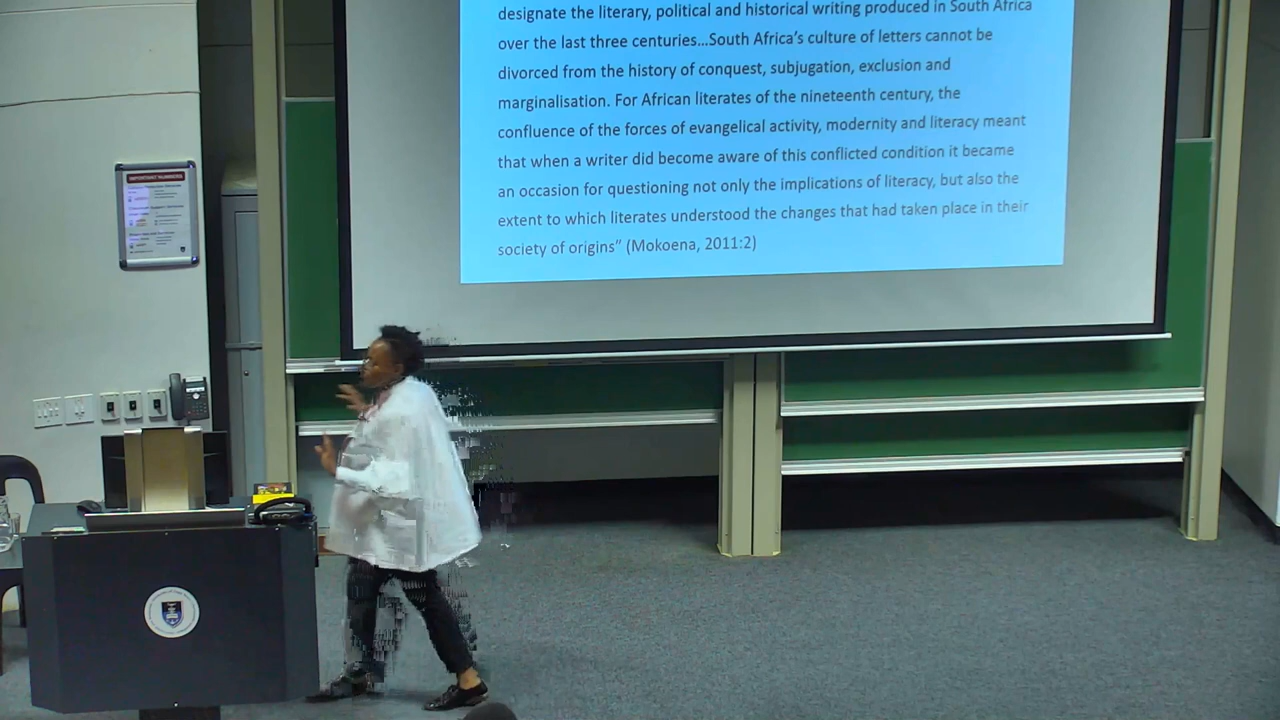 designate the literary, political and historical writing produced in South Africa
over the last three centuries...South Africa's culture of letters cannot be
divorced from the history of conquest, subjugation, exclusion and
marginalisation. For African literates of the nineteenth century, the
confluence of the forces of evangelical activity, modernity and literacy meant
that when a writer did become aware of this conflicted condition it became
an occasion for questioning not only the implications of literacy, but also the
extent to which literates understood the changes that had taken place in their
society of origins" (Mokoena, 2011:2)
IMPORTANT NUMBERS